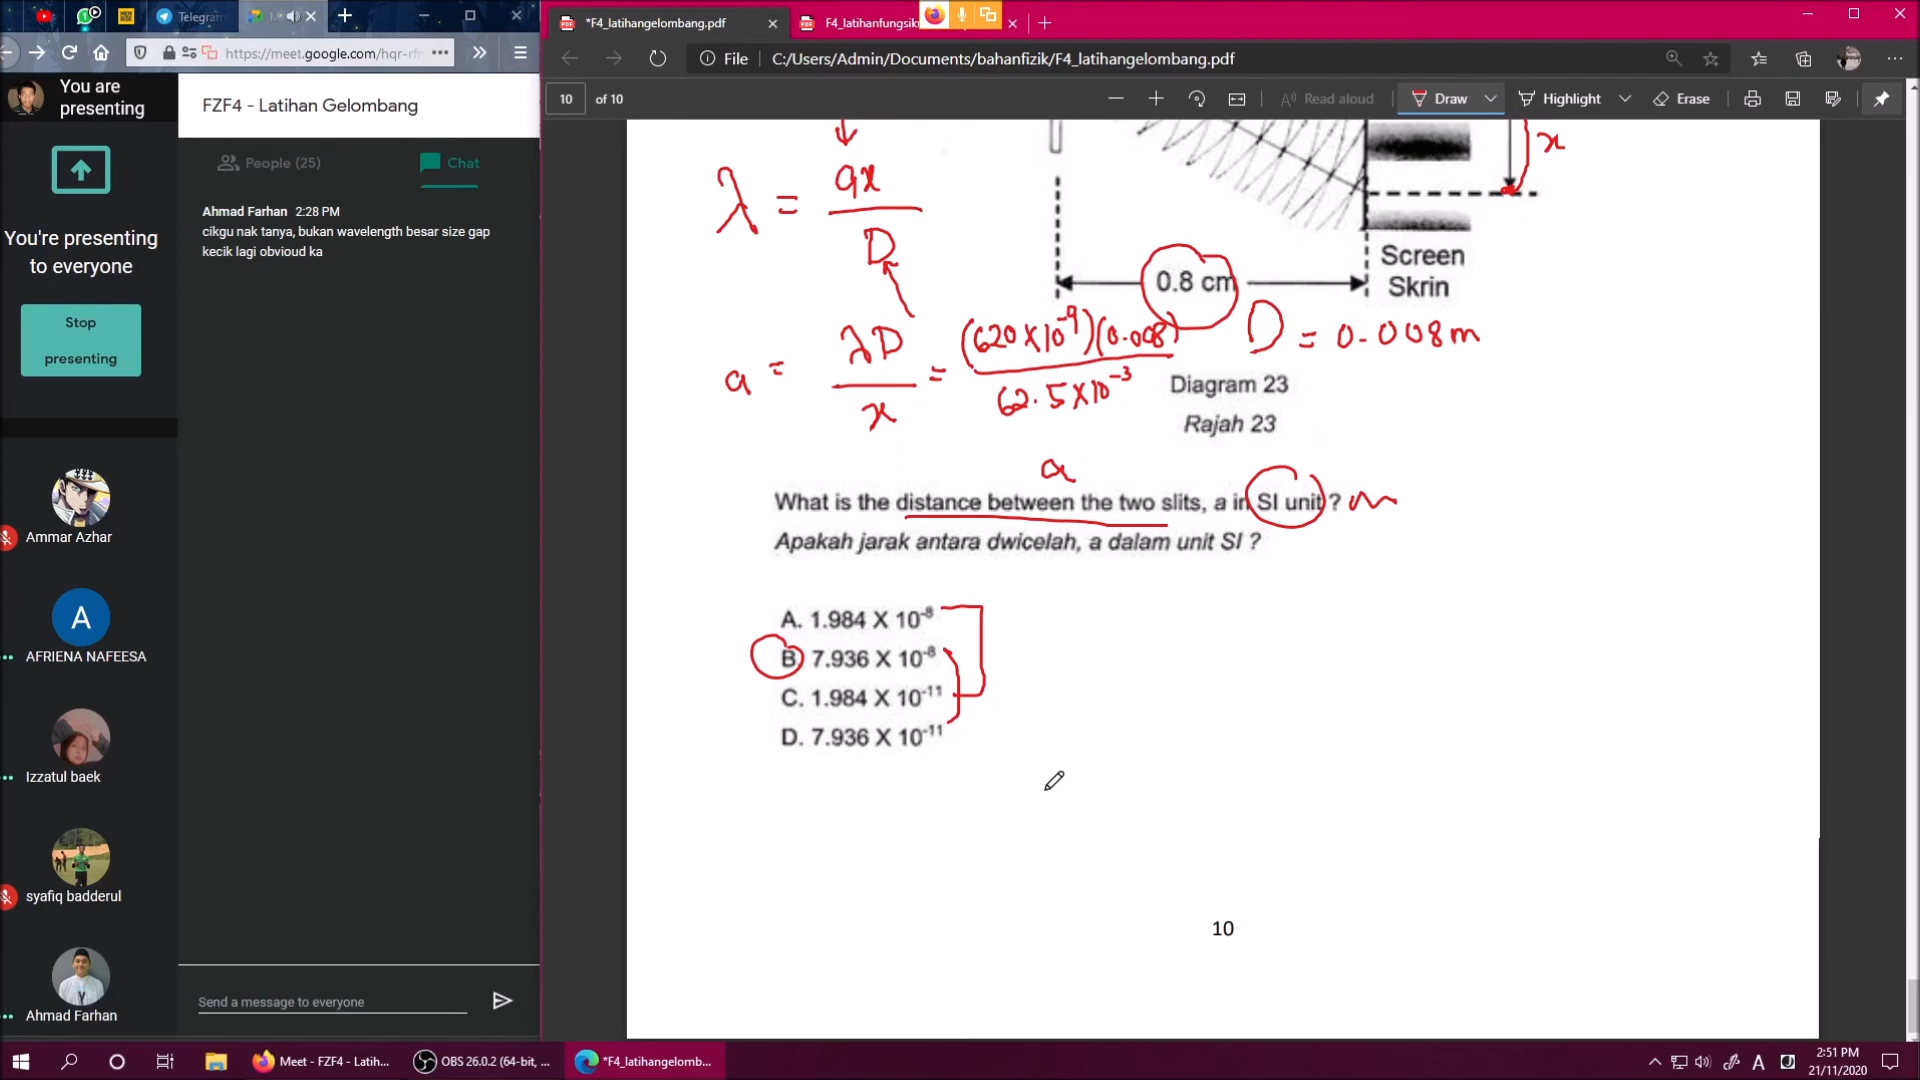 Telegram
You are
presenting
You're presenting
to everyone
Stop
presenting
Ammar Azhar
A
AFRIENA NAFEESA
Izzatul baek
syafiq badderul
Ahmad Farhan
https://meet.google.com/hqr-rf
FZF4 - Latihan Gelombang
People (25)
Chat
Ahmad Farhan 2:28 PM
cikgu nak tanya, bukan wavelength besar size gap
kecik lagi obvioud ka
Send a message to everyone
*F4_latihangelombang.pdf
F4_latihanfungsik
File C:/Users/Admin/Documents/bahanfizik/F4_latihangelombang.pdf
10 of 10
Read aloud
Draw
Highlight
Erase
x
λ = ax
D
0.8 cm
Screen
Skrin
D = 0.008m
a = λD = (620×10⁻⁹)(0.008)
x 62.5×10⁻³
Diagram 23
Rajah 23
a
What is the distance between the two slits, a in SI unit ? m
Apakah jarak antara dwicelah, a dalam unit SI ?
A. 1.984 X 10⁻⁸
B. 7.936 X 10⁻⁸
C. 1.984 X 10⁻¹¹
D. 7.936 X 10⁻¹¹
10
Meet - FZF4 - Latih...
OBS 26.0.2 (64-bit, ...
*F4_latihangelomb...
A
2:51 PM
21/11/2020